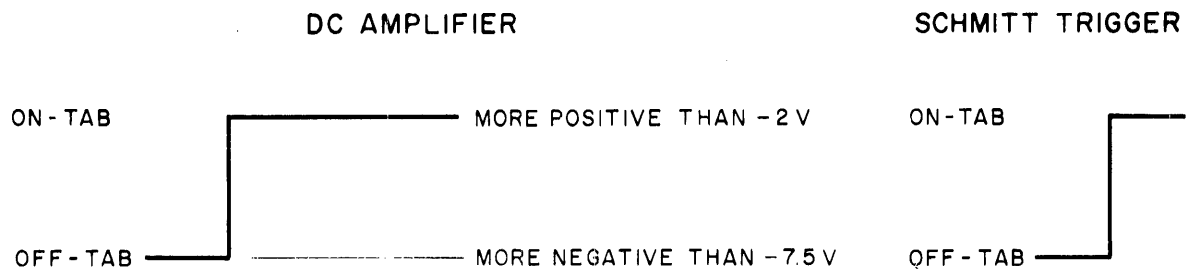 DC AMPLIFIER
SCHMITT TRIGGER
ON-TAB
MORE POSITIVE THAN -2 V
ON-TAB
OFF-TAB
MORE NEGATIVE THAN -7.5 V
OFF-TAB